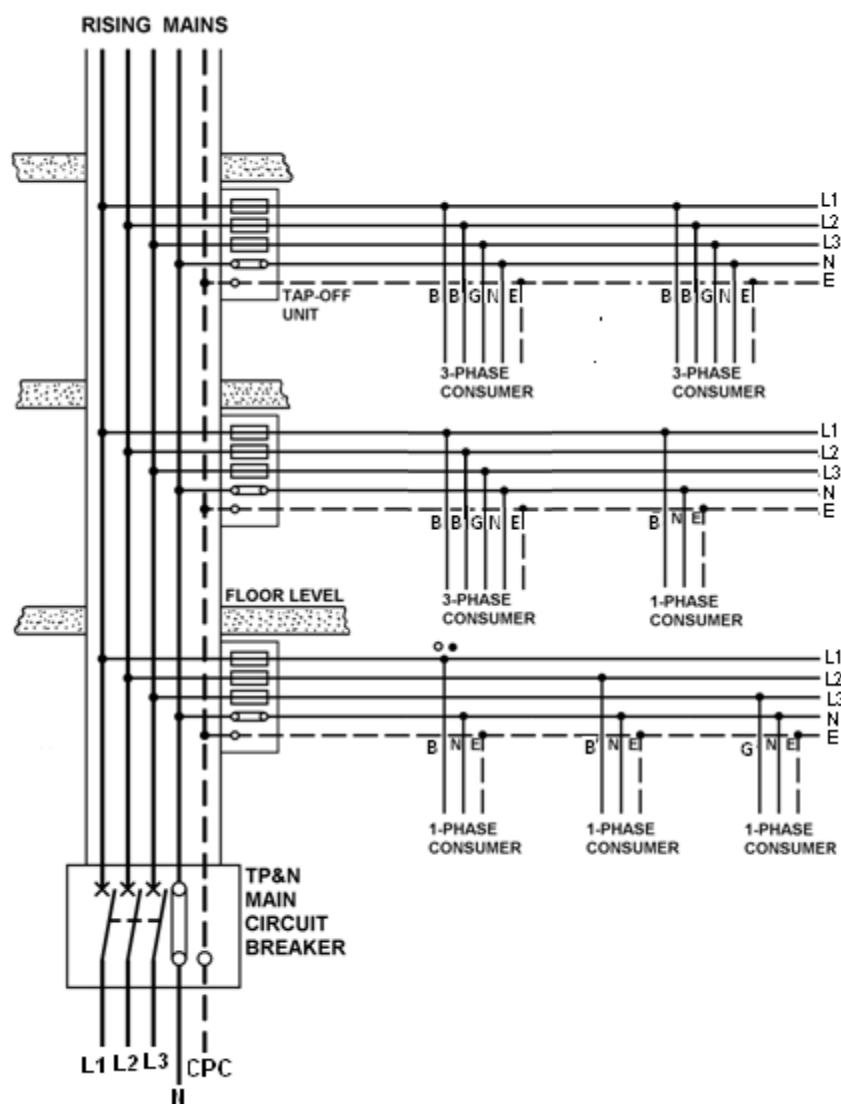 RISING MAINS
L1
L2
L3
N
E
TAP-OFF
UNIT
B B G N E
B B G N E
3-PHASE
CONSUMER
3-PHASE
CONSUMER
L1
L2
L3
N
E
B B G N E
B N E
3-PHASE
CONSUMER
1-PHASE
CONSUMER
FLOOR LEVEL
L1
L2
L3
N
E
B N E
B N E
G N E
1-PHASE
CONSUMER
1-PHASE
CONSUMER
1-PHASE
CONSUMER
TP&N
MAIN
CIRCUIT
BREAKER
L1 L2 L3 CPC
N